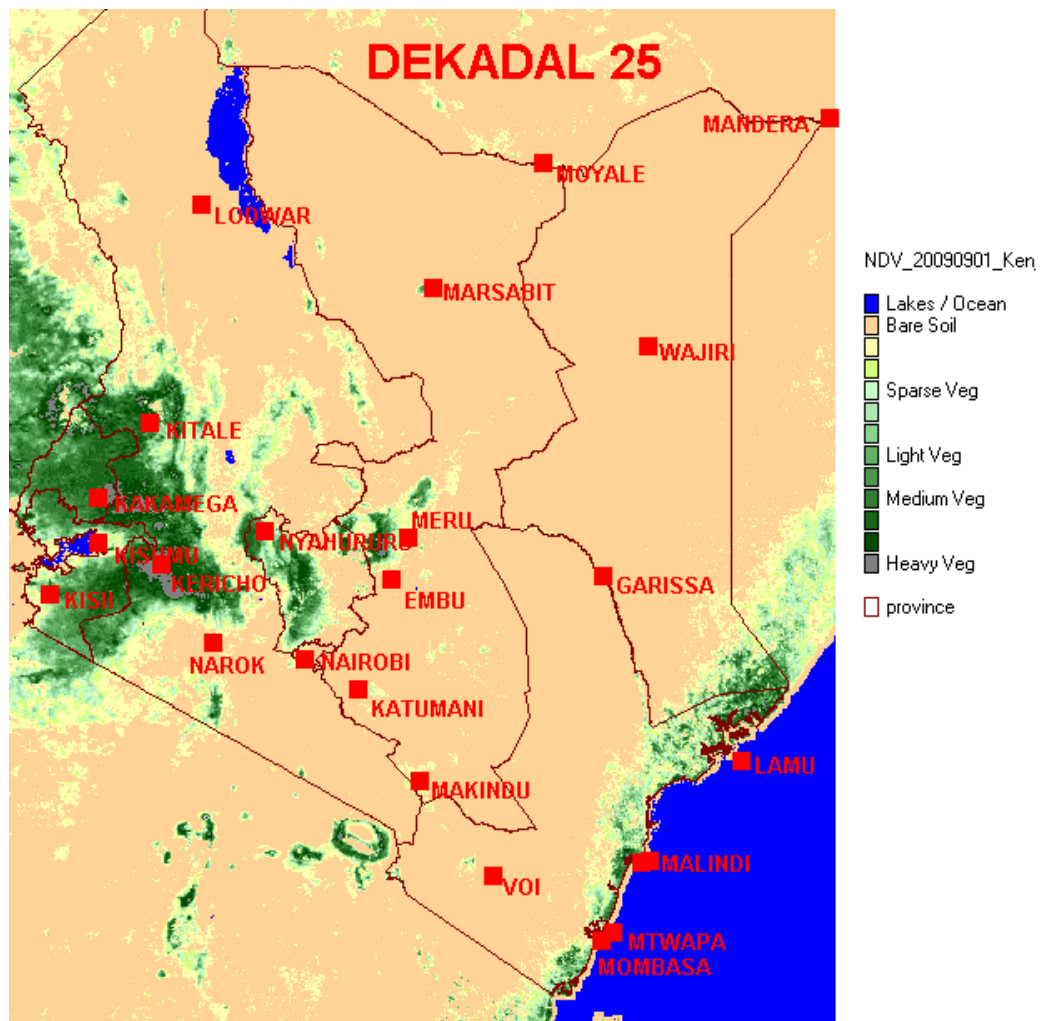 DEKADAL 25
MANDERA
MOYALE
LODWAR
MARSABIT
WAJIRI
KITALE
KAKAMEGA
MERU
NYAHURURU
KISHMU
KERICHO
KISII
EMBU
GARISSA
NAROK
NAIROBI
KATUMANI
MAKINDU
LAMU
MALINDI
VOI
MTWAPA
MOMBASA
NDV_20090901_Ken
Lakes / Ocean
Bare Soil
Sparse Veg
Light Veg
Medium Veg
Heavy Veg
province